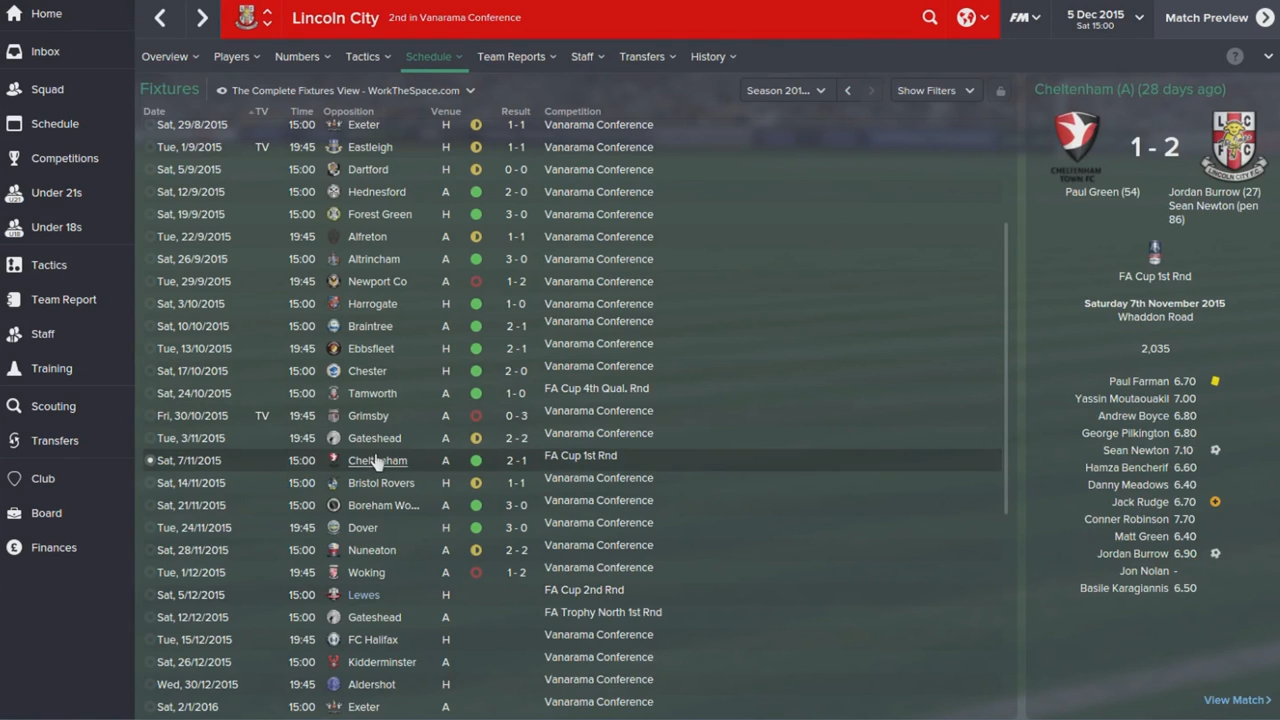 Home
Lincoln City 2nd in Vanarama Conference FM 5 Dec 2015 Sat 15:00 Match Preview
Inbox
Squad
Schedule
Competitions
Under 21s
Under 18s
Tactics
Team Report
Staff
Training
Scouting
Transfers
Club
Board
Finances
Overview Players Numbers Tactics Schedule Team Reports Staff Transfers History ?
Fixtures The Complete Fixtures View - WorkTheSpace.com Season 201... Show Filters
Date TV Time Opposition Venue Result Competition
Sat, 29/8/2015 15:00 Exeter H 1-1 Vanarama Conference
Tue, 1/9/2015 TV 19:45 Eastleigh H 1-1 Vanarama Conference
Sat, 5/9/2015 15:00 Dartford H 0-0 Vanarama Conference
Sat, 12/9/2015 15:00 Hednesford A 2-0 Vanarama Conference
Sat, 19/9/2015 15:00 Forest Green H 3-0 Vanarama Conference
Tue, 22/9/2015 19:45 Alfreton A 1-1 Vanarama Conference
Sat, 26/9/2015 15:00 Altrincham A 3-0 Vanarama Conference
Tue, 29/9/2015 19:45 Newport Co A 1-2 Vanarama Conference
Sat, 3/10/2015 15:00 Harrogate H 1-0 Vanarama Conference
Sat, 10/10/2015 15:00 Braintree A 2-1 Vanarama Conference
Tue, 13/10/2015 19:45 Ebbsfleet H 2-1 Vanarama Conference
Sat, 17/10/2015 15:00 Chester H 2-0 Vanarama Conference
Sat, 24/10/2015 15:00 Tamworth A 1-0 FA Cup 4th Qual. Rnd
Fri, 30/10/2015 TV 19:45 Grimsby A 0-3 Vanarama Conference
Tue, 3/11/2015 19:45 Gateshead A 2-2 Vanarama Conference
Sat, 7/11/2015 15:00 Cheltenham A 2-1 FA Cup 1st Rnd
Sat, 14/11/2015 15:00 Bristol Rovers H 1-1 Vanarama Conference
Sat, 21/11/2015 15:00 Boreham Wo... A 3-0 Vanarama Conference
Tue, 24/11/2015 19:45 Dover H 3-0 Vanarama Conference
Sat, 28/11/2015 15:00 Nuneaton A 2-2 Vanarama Conference
Tue, 1/12/2015 19:45 Woking A 1-2 Vanarama Conference
Sat, 5/12/2015 15:00 Lewes H FA Cup 2nd Rnd
Sat, 12/12/2015 15:00 Gateshead A FA Trophy North 1st Rnd
Tue, 15/12/2015 19:45 FC Halifax H Vanarama Conference
Sat, 26/12/2015 15:00 Kidderminster A Vanarama Conference
Wed, 30/12/2015 19:45 Aldershot H Vanarama Conference
Sat, 2/1/2016 15:00 Exeter A Vanarama Conference
Cheltenham (A) (28 days ago)
1 - 2
CHELTENHAM TOWN FC
L C F C
LINCOLN CITY F.C.
Paul Green (54)
Jordan Burrow (27)
Sean Newton (pen
86)
FA Cup 1st Rnd
Saturday 7th November 2015
Whaddon Road
2,035
Paul Farman 6.70
Yassin Moutaouakil 7.00
Andrew Boyce 6.80
George Pilkington 6.80
Sean Newton 7.10
Hamza Bencherif 6.60
Danny Meadows 6.40
Jack Rudge 6.70
Conner Robinson 7.70
Matt Green 6.40
Jordan Burrow 6.90
Jon Nolan -
Basile Karagiannis 6.50
View Match